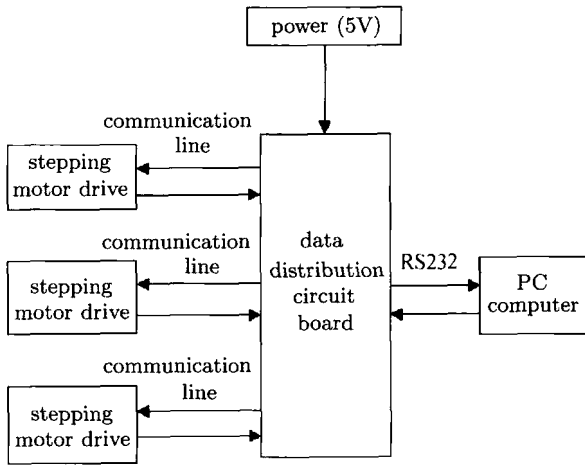 power (5V)
communication
line
stepping
motor drive
communication
line
stepping
motor drive
communication
line
stepping
motor drive
data
distribution
circuit
board
RS232
PC
computer